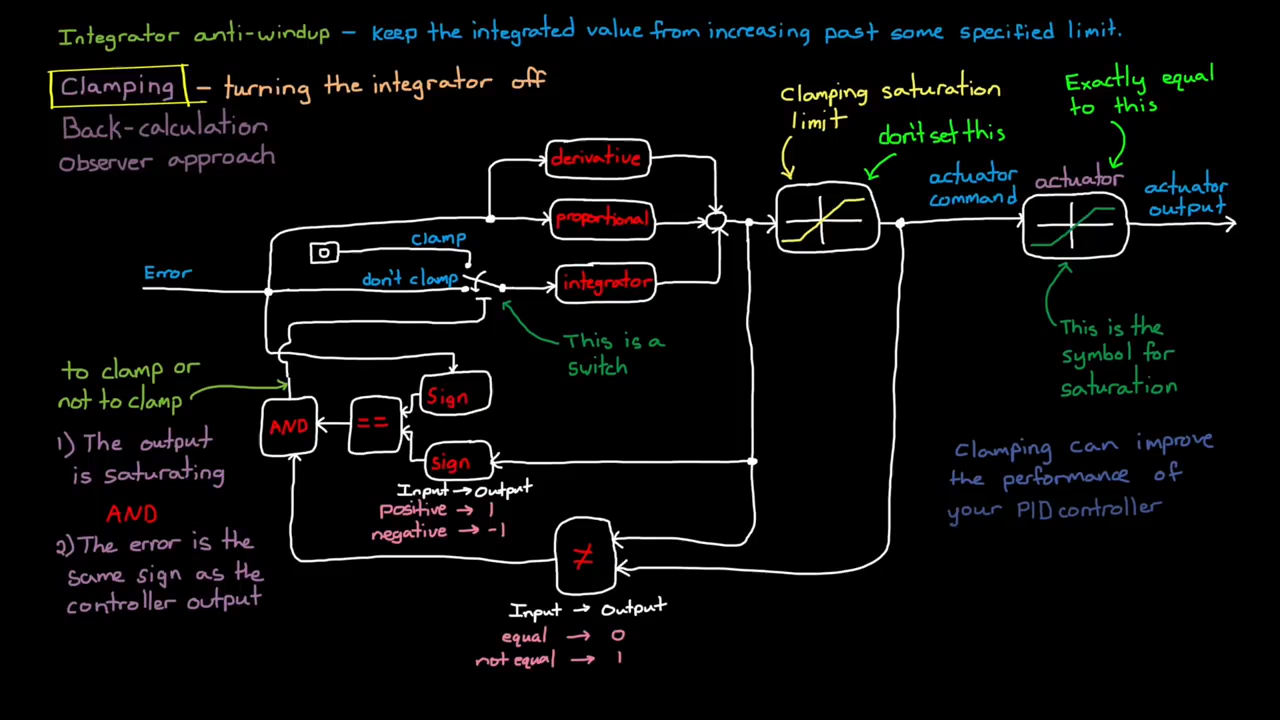 Integrator anti-windup – keep the integrated value from increasing past some specified limit.
Clamping – turning the integrator off
Back-calculation
Observer approach
Clamping saturation
limit
don't set this
Exactly equal
to this
derivative
proportional
integrator
actuator
command
actuator
actuator
output
0
clamp
don't clamp
Error
This is a
switch
This is the
symbol for
saturation
to clamp or
not to clamp
Sign
AND
==
Sign
Input → Output
positive → 1
negative → -1
1) The output
is saturating
AND
2) The error is the
same sign as the
controller output
Clamping can improve
the performance of
your PID controller
≠
Input → Output
equal → 0
not equal → 1